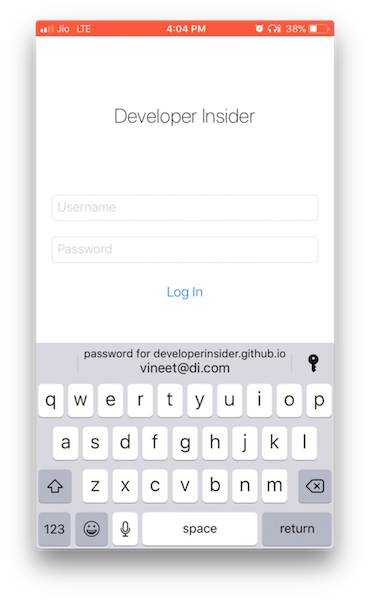 Jio LTE 4:04 PM 38%
Developer Insider
Username
Password
Log In
password for developerinsider.github.io
vineet@di.com
q w e r t y u i o p
a s d f g h j k l
z x c v b n m
123 space return